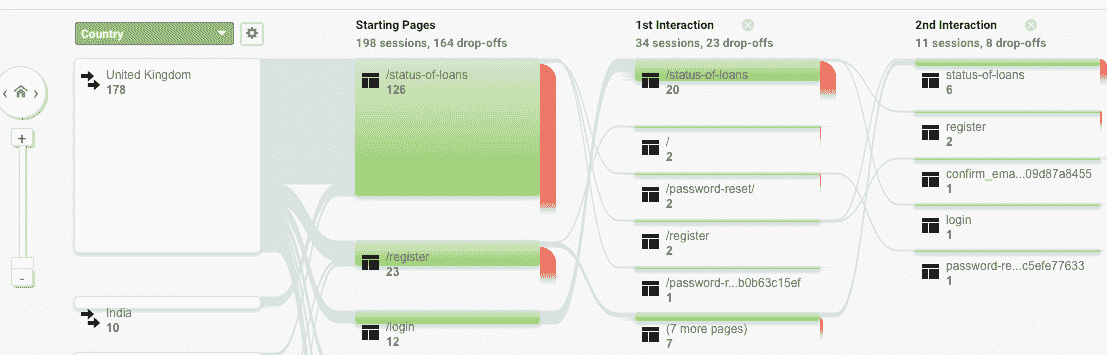 Country
United Kingdom
178
India
10
Starting Pages
198 sessions, 164 drop-offs
/status-of-loans
126
/register
23
/login
12
1st Interaction
34 sessions, 23 drop-offs
/status-of-loans
20
/
2
/password-reset/
2
/register
2
/password-r...b0b63c15ef
1
(7 more pages)
7
2nd Interaction
11 sessions, 8 drop-offs
status-of-loans
6
register
2
confirm_ema...09d87a8455
1
login
1
password-re...c5efe77633
1
+
-